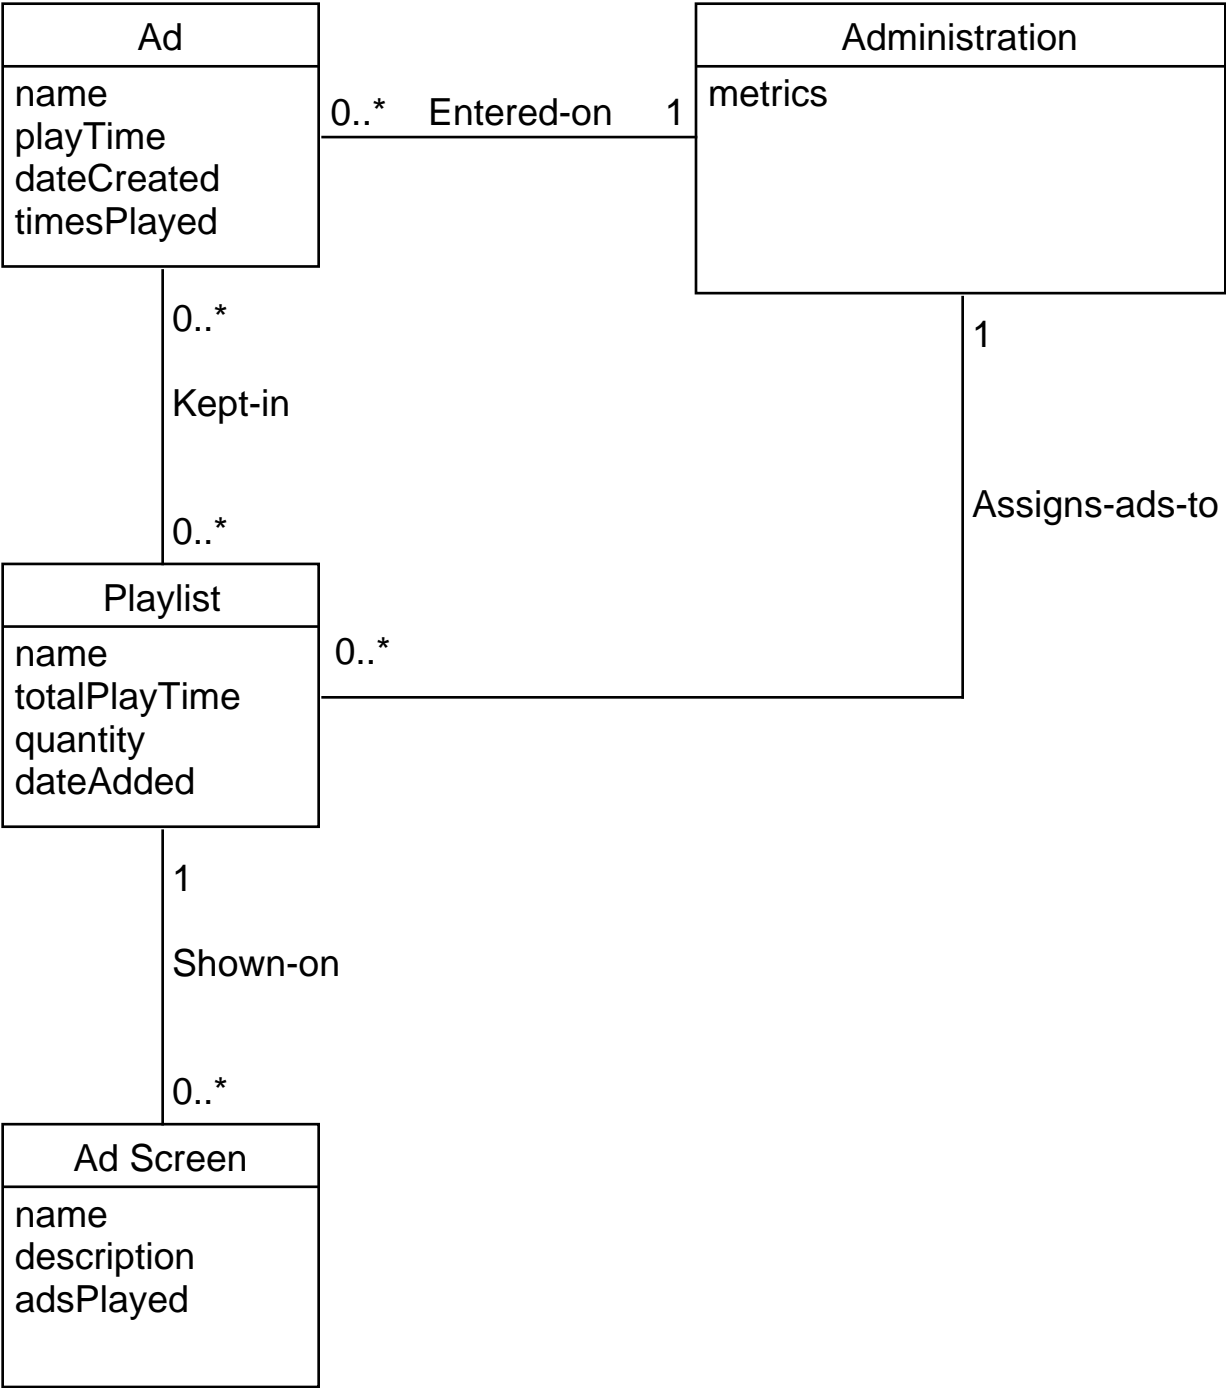 Ad
name
playTime
dateCreated
timesPlayed
0..* Entered-on 1
Administration
metrics
0..*
Kept-in
0..*
1
Assigns-ads-to
Playlist
name
totalPlayTime
quantity
dateAdded
0..*
1
Shown-on
0..*
Ad Screen
name
description
adsPlayed